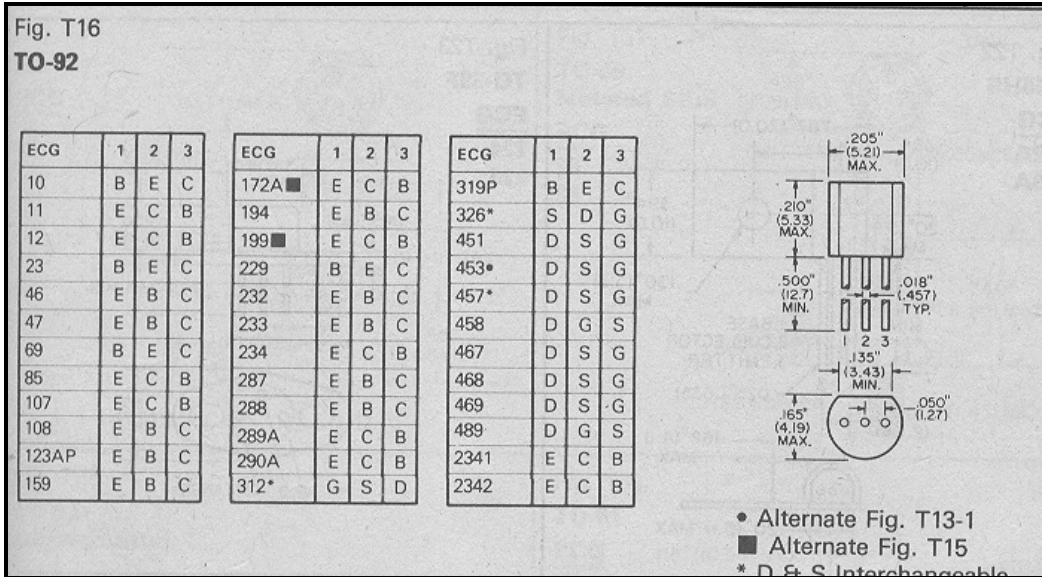 Fig. T16
TO-92
ECG 1 2 3
10 B E C
11 E C B
12 E C B
23 B E C
46 E B C
47 E B C
69 B E C
85 E C B
107 E C B
108 E B C
123AP E B C
159 E B C
ECG 1 2 3
172A■ E C B
194 E B C
199■ E C B
229 B E C
232 E B C
233 E B C
234 E C B
287 E B C
288 E B C
289A E C B
290A E C B
312* G S D
ECG 1 2 3
319P B E C
326* S D G
451 D S G
453● D S G
457* D S G
458 D G S
467 D S G
468 D S G
469 D S G
489 D G S
2341 E C B
2342 E C B
.205"
(5.21)
MAX.
.210"
(5.33)
MAX.
.500"
(12.7)
MIN.
.018"
(.457)
TYP.
2 3
.135"
(3.43)
MIN.
.165"
(4.19)
MAX.
.050"
(1.27)
● Alternate Fig. T13-1
■ Alternate Fig. T15
* D & S Interchangeable